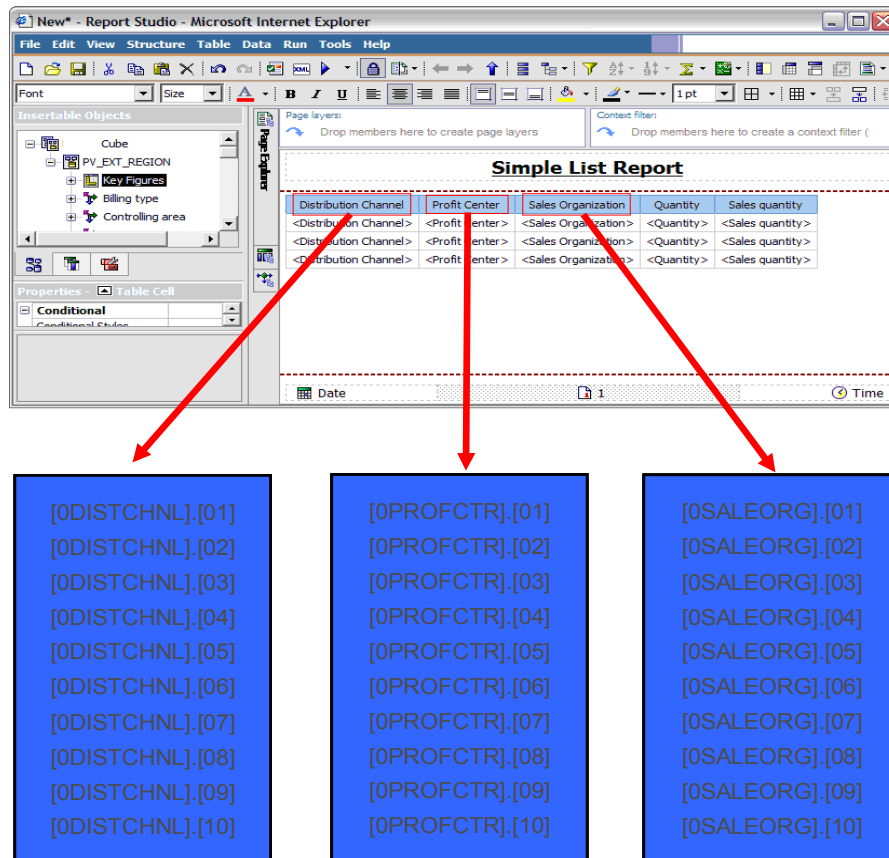 New* - Report Studio - Microsoft Internet Explorer
File Edit View Structure Table Data Run Tools Help
Font Size A B I U 1 pt
Insertable Objects
Cube
PV_EXT_REGION
Key Figures
Billing type
Controlling area
Properties - Table Cell
Conditional
Conditional Styles
Page Explorer
Page layers:
Drop members here to create page layers
Context filter:
Drop members here to create a context filter (
Simple List Report
Distribution Channel Profit Center Sales Organization Quantity Sales quantity
<Distribution Channel> <Profit Center> <Sales Organization> <Quantity> <Sales quantity>
<Distribution Channel> <Profit Center> <Sales Organization> <Quantity> <Sales quantity>
<Distribution Channel> <Profit Center> <Sales Organization> <Quantity> <Sales quantity>
Date 1 Time
[0DISTCHNL].[01]
[0DISTCHNL].[02]
[0DISTCHNL].[03]
[0DISTCHNL].[04]
[0DISTCHNL].[05]
[0DISTCHNL].[06]
[0DISTCHNL].[07]
[0DISTCHNL].[08]
[0DISTCHNL].[09]
[0DISTCHNL].[10]
[0PROFCTR].[01]
[0PROFCTR].[02]
[0PROFCTR].[03]
[0PROFCTR].[04]
[0PROFCTR].[05]
[0PROFCTR].[06]
[0PROFCTR].[07]
[0PROFCTR].[08]
[0PROFCTR].[09]
[0PROFCTR].[10]
[0SALEORG].[01]
[0SALEORG].[02]
[0SALEORG].[03]
[0SALEORG].[04]
[0SALEORG].[05]
[0SALEORG].[06]
[0SALEORG].[07]
[0SALEORG].[08]
[0SALEORG].[09]
[0SALEORG].[10]